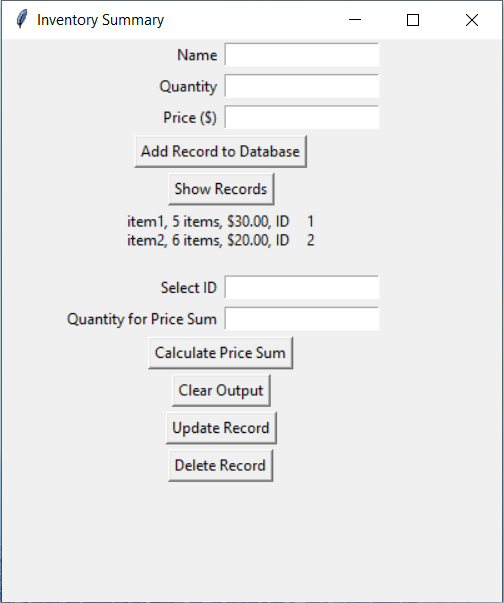 Inventory Summary
Name
Quantity
Price ($)
Add Record to Database
Show Records
item1, 5 items, $30.00, ID    1
item2, 6 items, $20.00, ID    2
Select ID
Quantity for Price Sum
Calculate Price Sum
Clear Output
Update Record
Delete Record